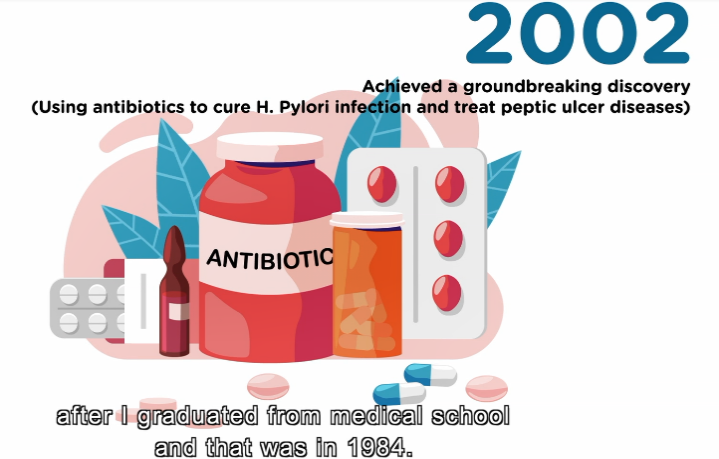 2002
Achieved a groundbreaking discovery
(Using antibiotics to cure H. Pylori infection and treat peptic ulcer diseases)
ANTIBIOTIC
after I graduated from medical school
and that was in 1984.